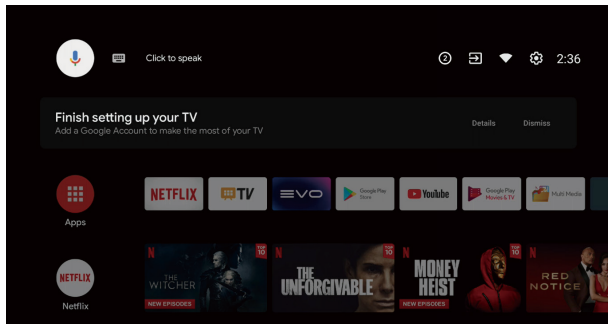 Click to speak
2
2:36
Finish setting up your TV
Add a Google Account to make the most of your TV
Details
Dismiss
NETFLIX
TV
EVO
Google Play
Store
YouTube
Google Play
Movies & TV
Multi Media
Apps
NETFLIX
Netflix
N
THE
WITCHER
NEW EPISODES
TOP
10
N
THE
UNFORGIVABLE
TOP
10
N
MONEY
HEIST
NEW EPISODES
TOP
10
N
RED
NOTICE